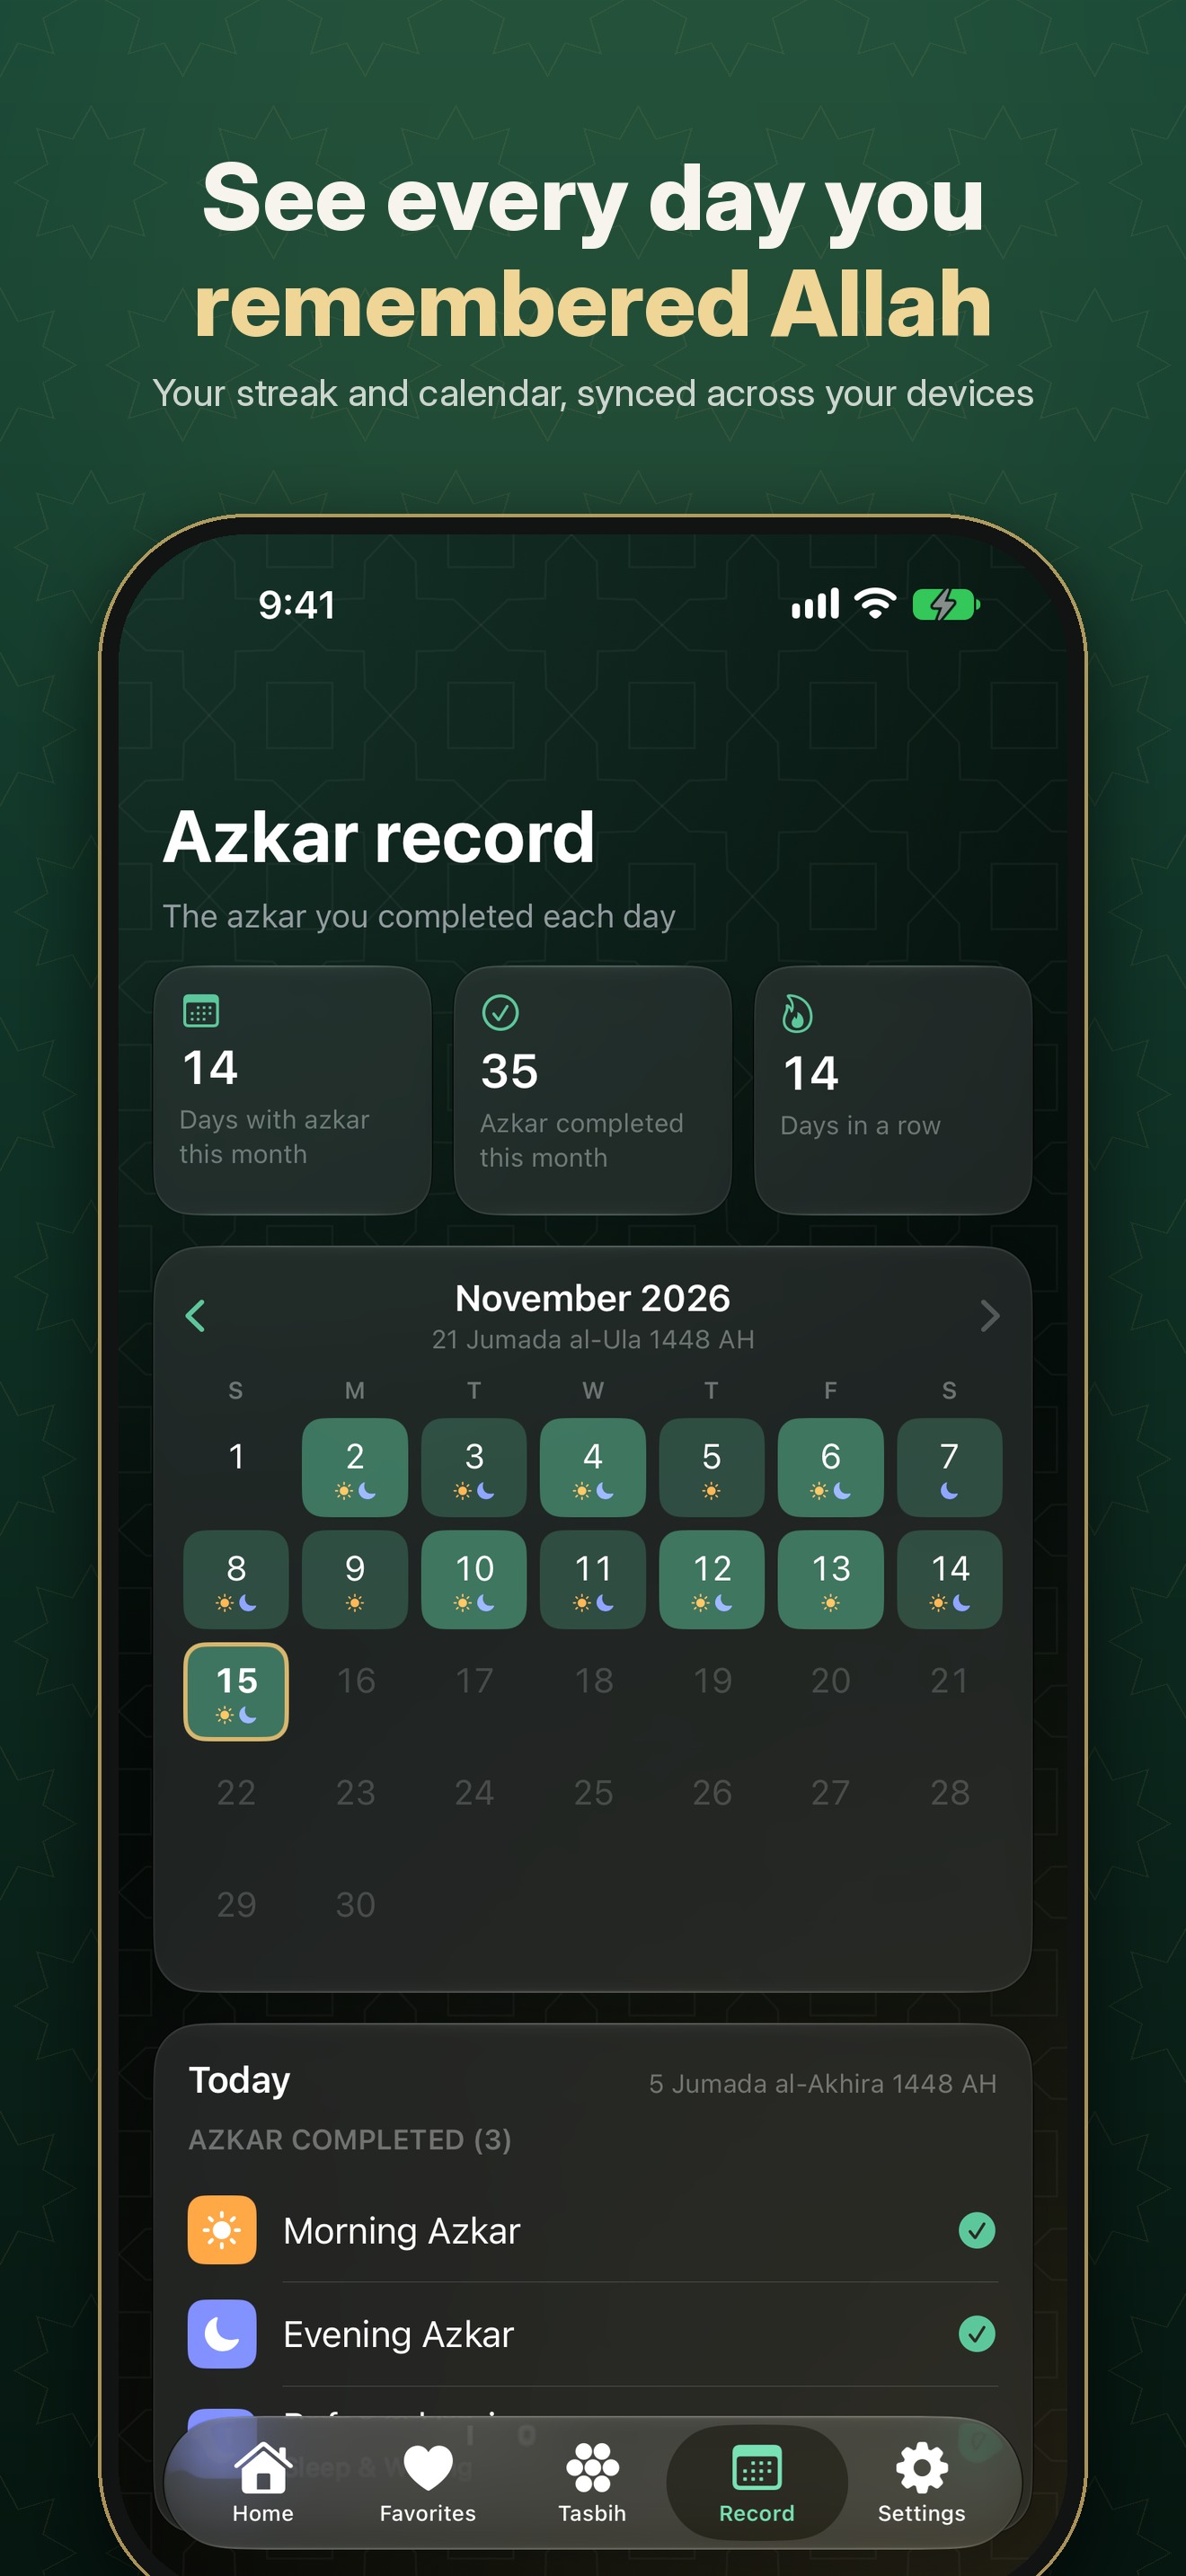 See every day you
remembered Allah
Your streak and calendar, synced across your devices
9:41
Azkar record
The azkar you completed each day
14
Days with azkar
this month
35
Azkar completed
this month
14
Days in a row
November 2026
21 Jumada al-Ula 1448 AH
S M T W T F S
1 2 3 4 5 6 7
8 9 10 11 12 13 14
15 16 17 18 19 20 21
22 23 24 25 26 27 28
29 30
Today
5 Jumada al-Akhira 1448 AH
AZKAR COMPLETED (3)
Morning Azkar
Evening Azkar
Home Favorites Tasbih Record Settings